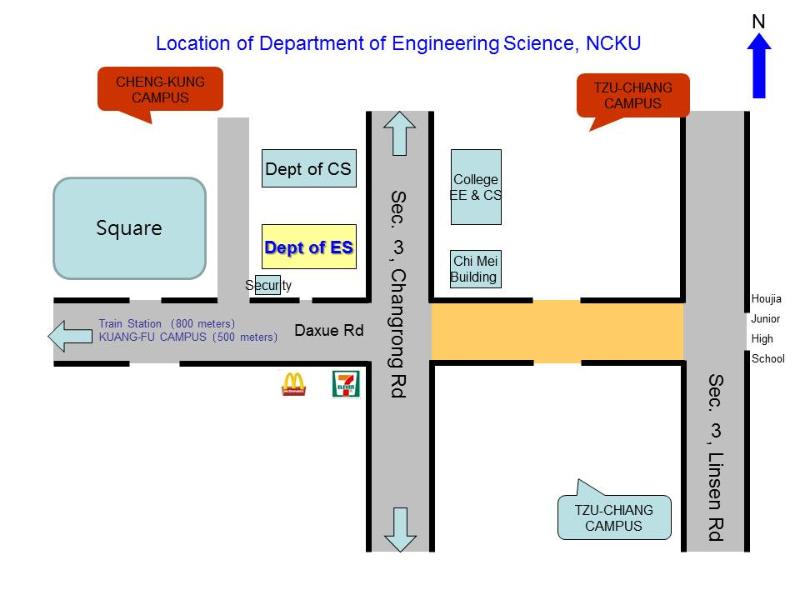 N
Location of Department of Engineering Science, NCKU
CHENG-KUNG
CAMPUS
TZU-CHIANG
CAMPUS
Dept of CS
College
EE & CS
Square
Dept of ES
Chi Mei
Building
Security
Sec. 3, Changrong Rd
Train Station (800 meters)
KUANG-FU CAMPUS (500 meters)
Daxue Rd
Houjia
Junior
High
School
7
ELEVEn
Sec. 3, Linsen Rd
TZU-CHIANG
CAMPUS